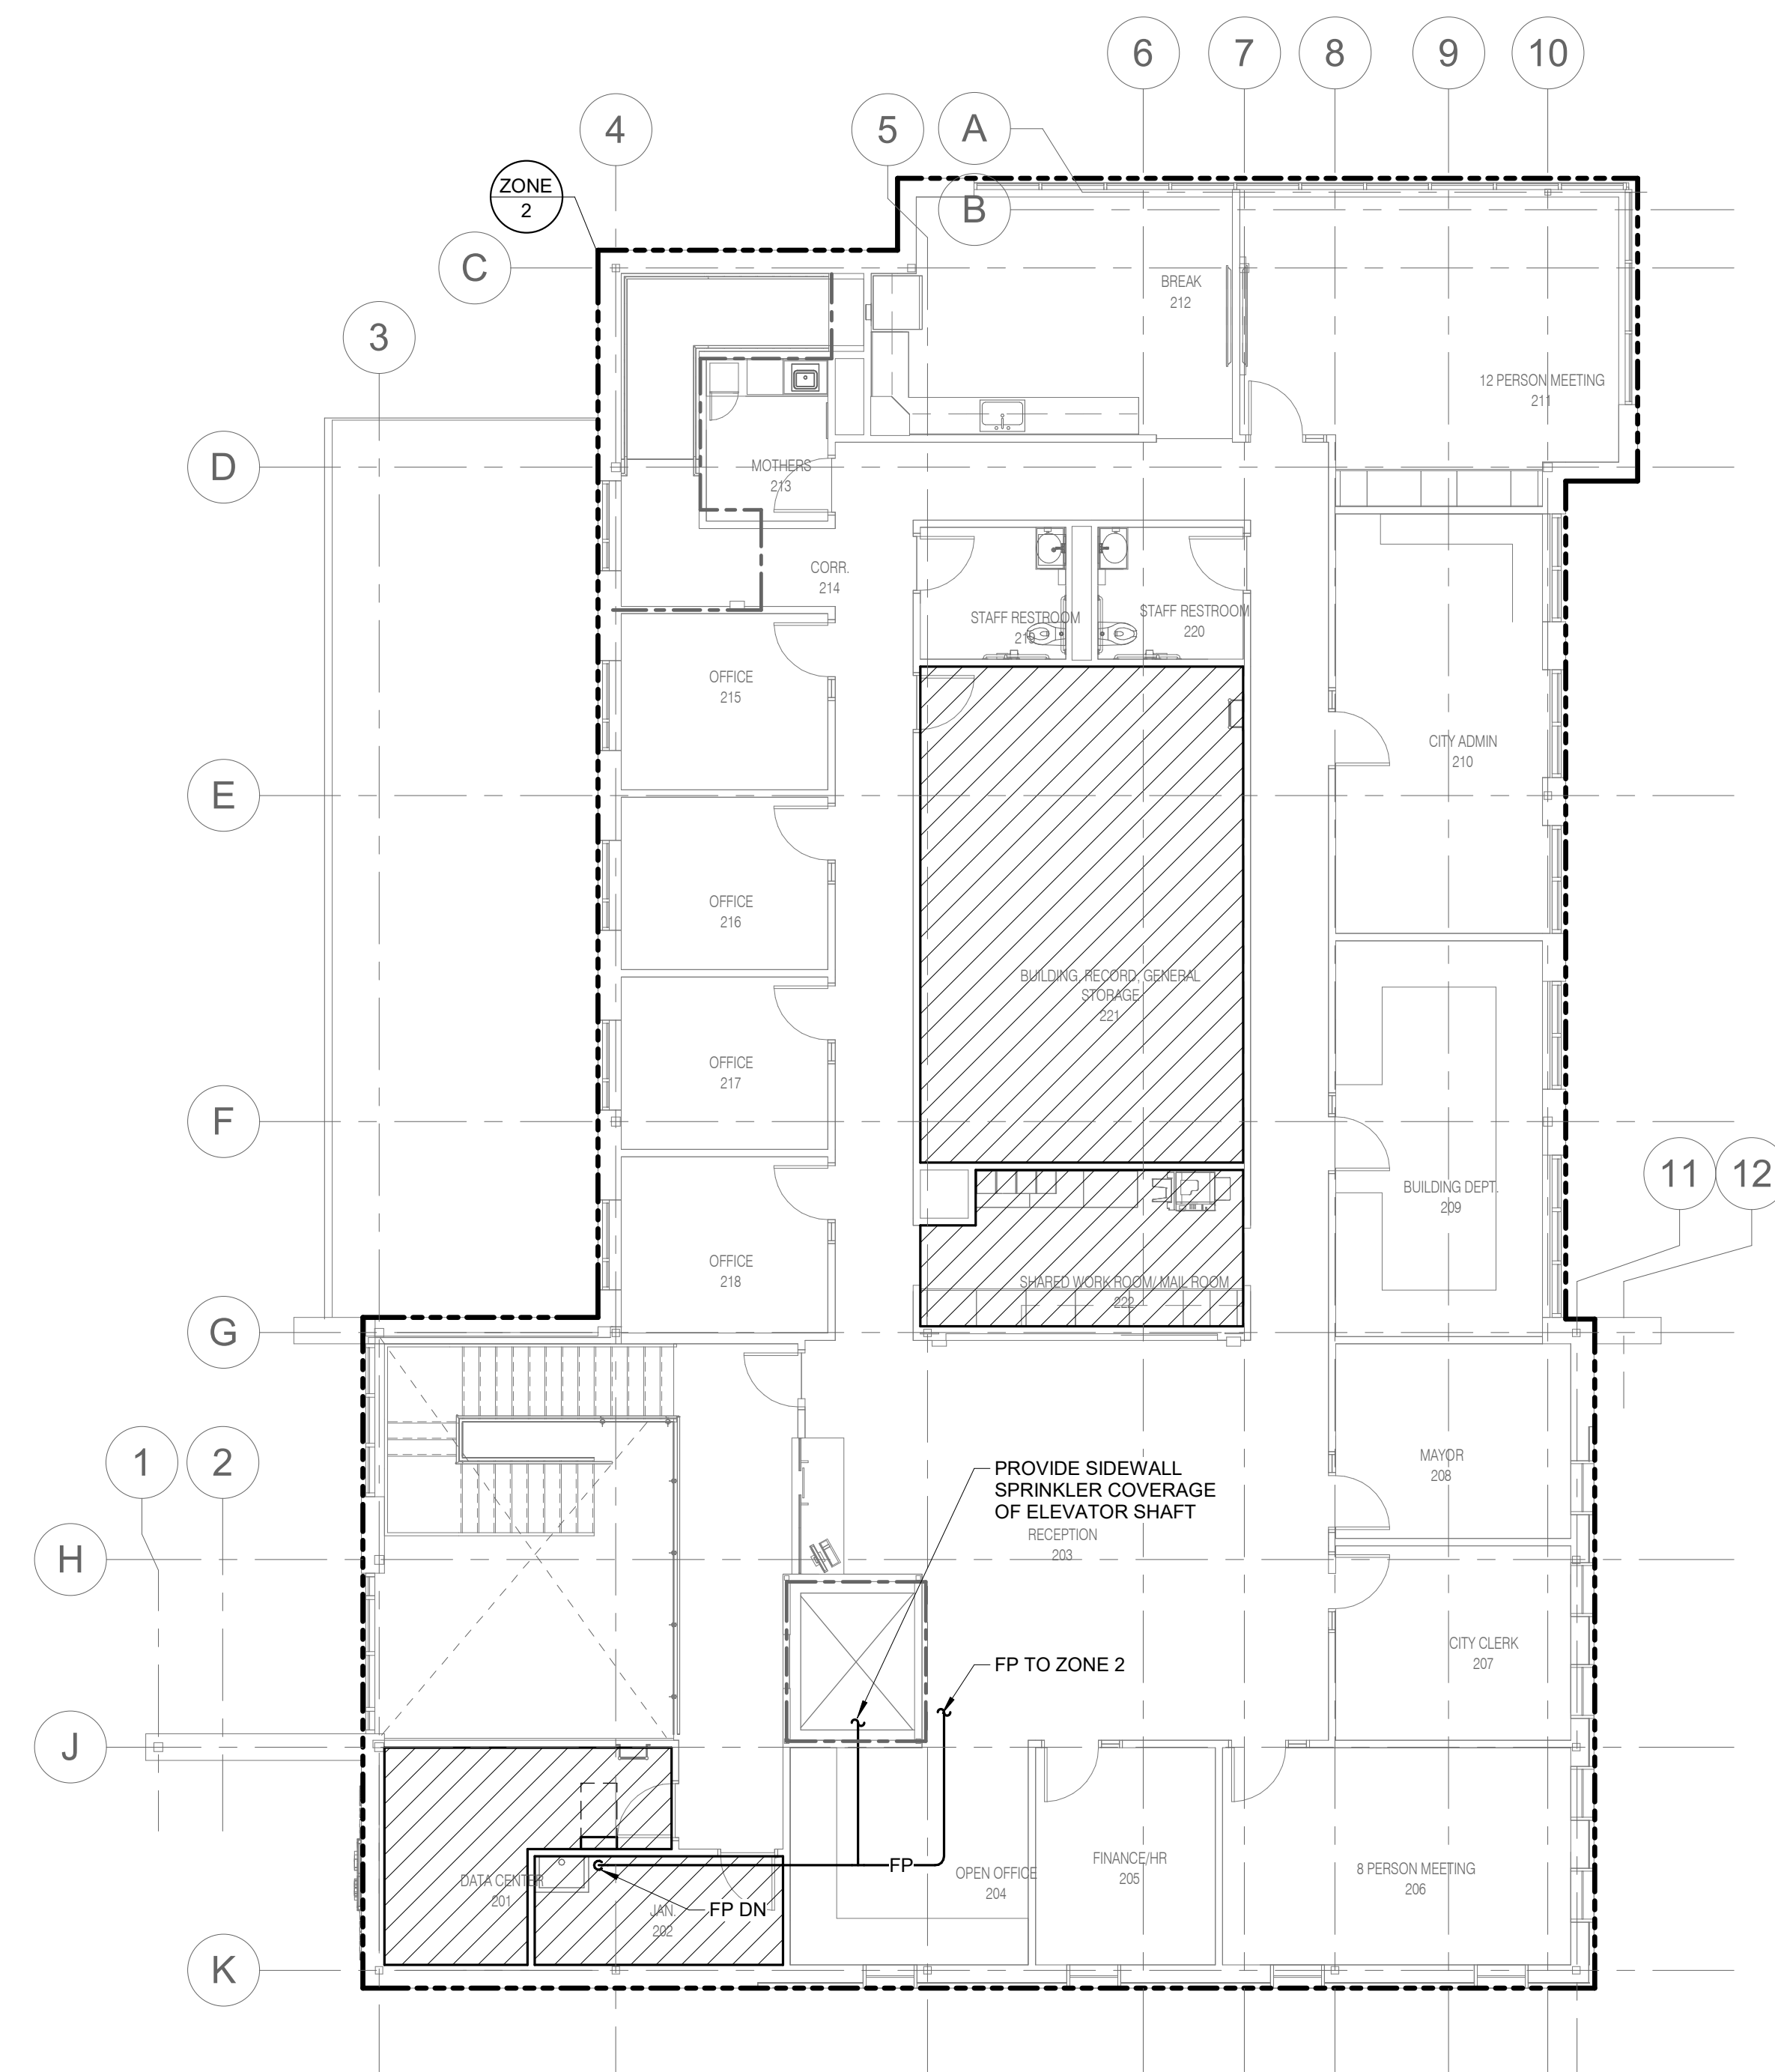 6
7
8
9
10
4
5
A
ZONE
2
B
C
3
BREAK
212
12 PERSON MEETING
211
D
MOTHERS
213
CORR.
214
STAFF RESTROOM
219
STAFF RESTROOM
220
OFFICE
215
CITY ADMIN
210
E
OFFICE
216
BUILDING, RECORD, GENERAL
STORAGE
221
OFFICE
217
F
11
12
BUILDING DEPT.
209
OFFICE
218
SHARED WORK ROOM/ MAIL ROOM
222
G
1
2
MAYOR
208
PROVIDE SIDEWALL
SPRINKLER COVERAGE
OF ELEVATOR SHAFT
RECEPTION
203
H
CITY CLERK
207
FP TO ZONE 2
J
FP
DATA CENTER
201
JAN.
202
FP DN
OPEN OFFICE
204
FINANCE/HR
205
8 PERSON MEETING
206
K